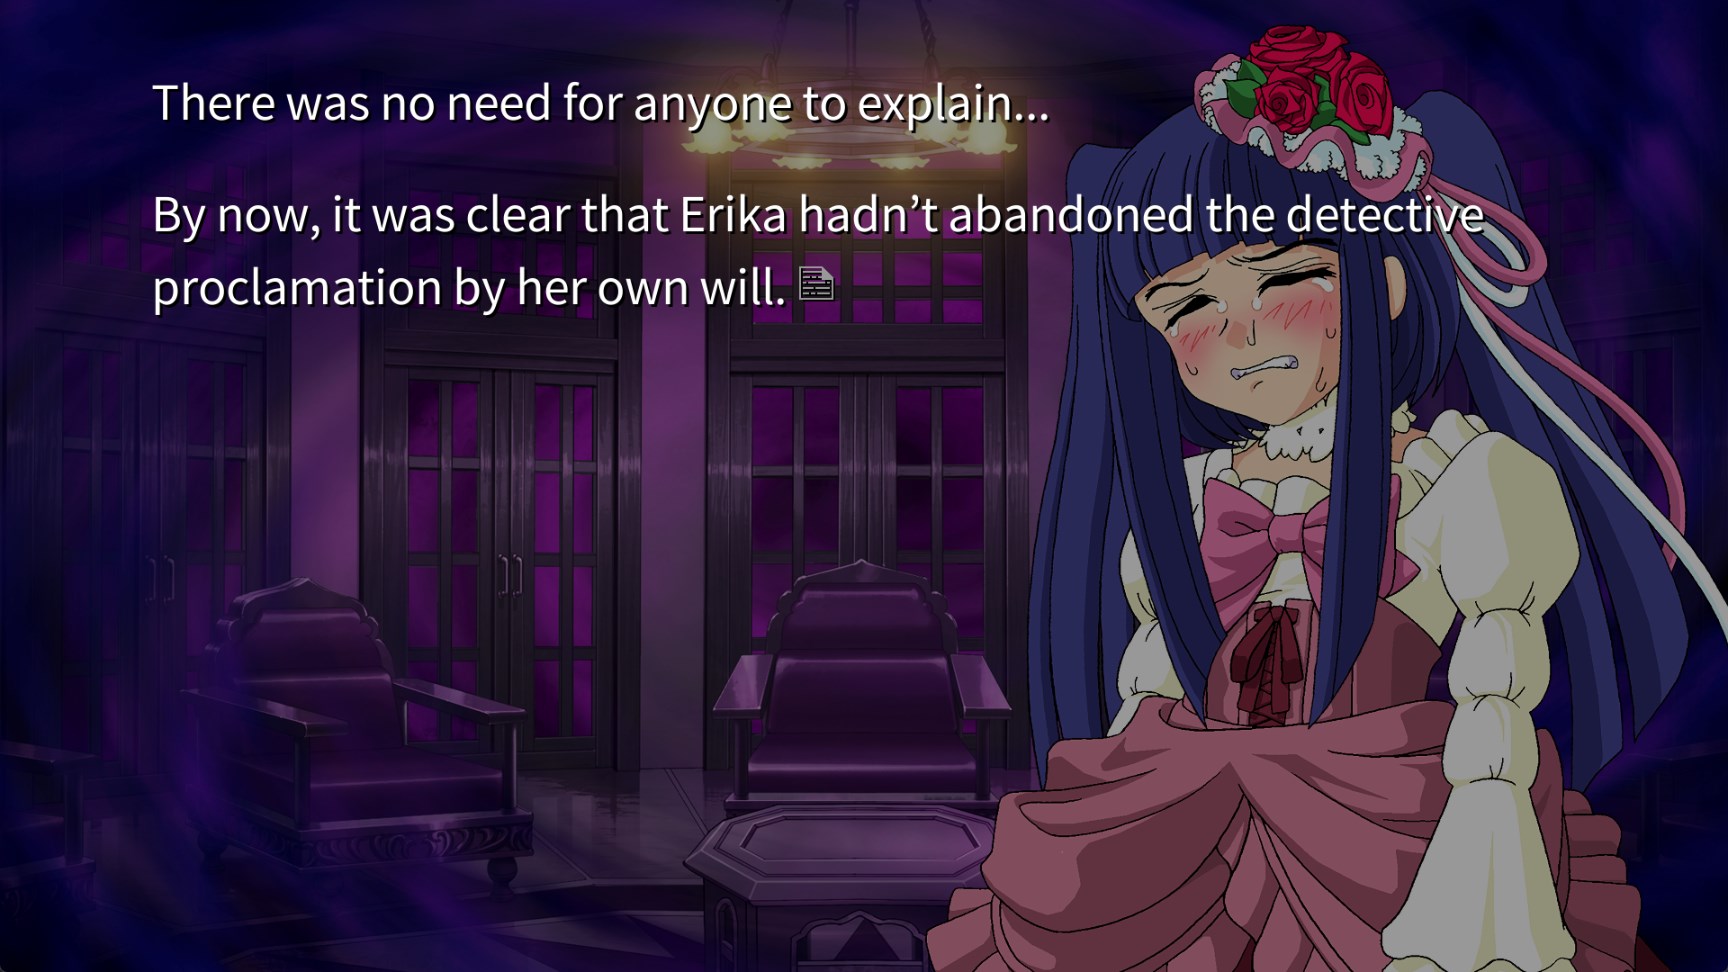 There was no need for anyone to explain...
By now, it was clear that Erika hadn’t abandoned the detective
proclamation by her own will.